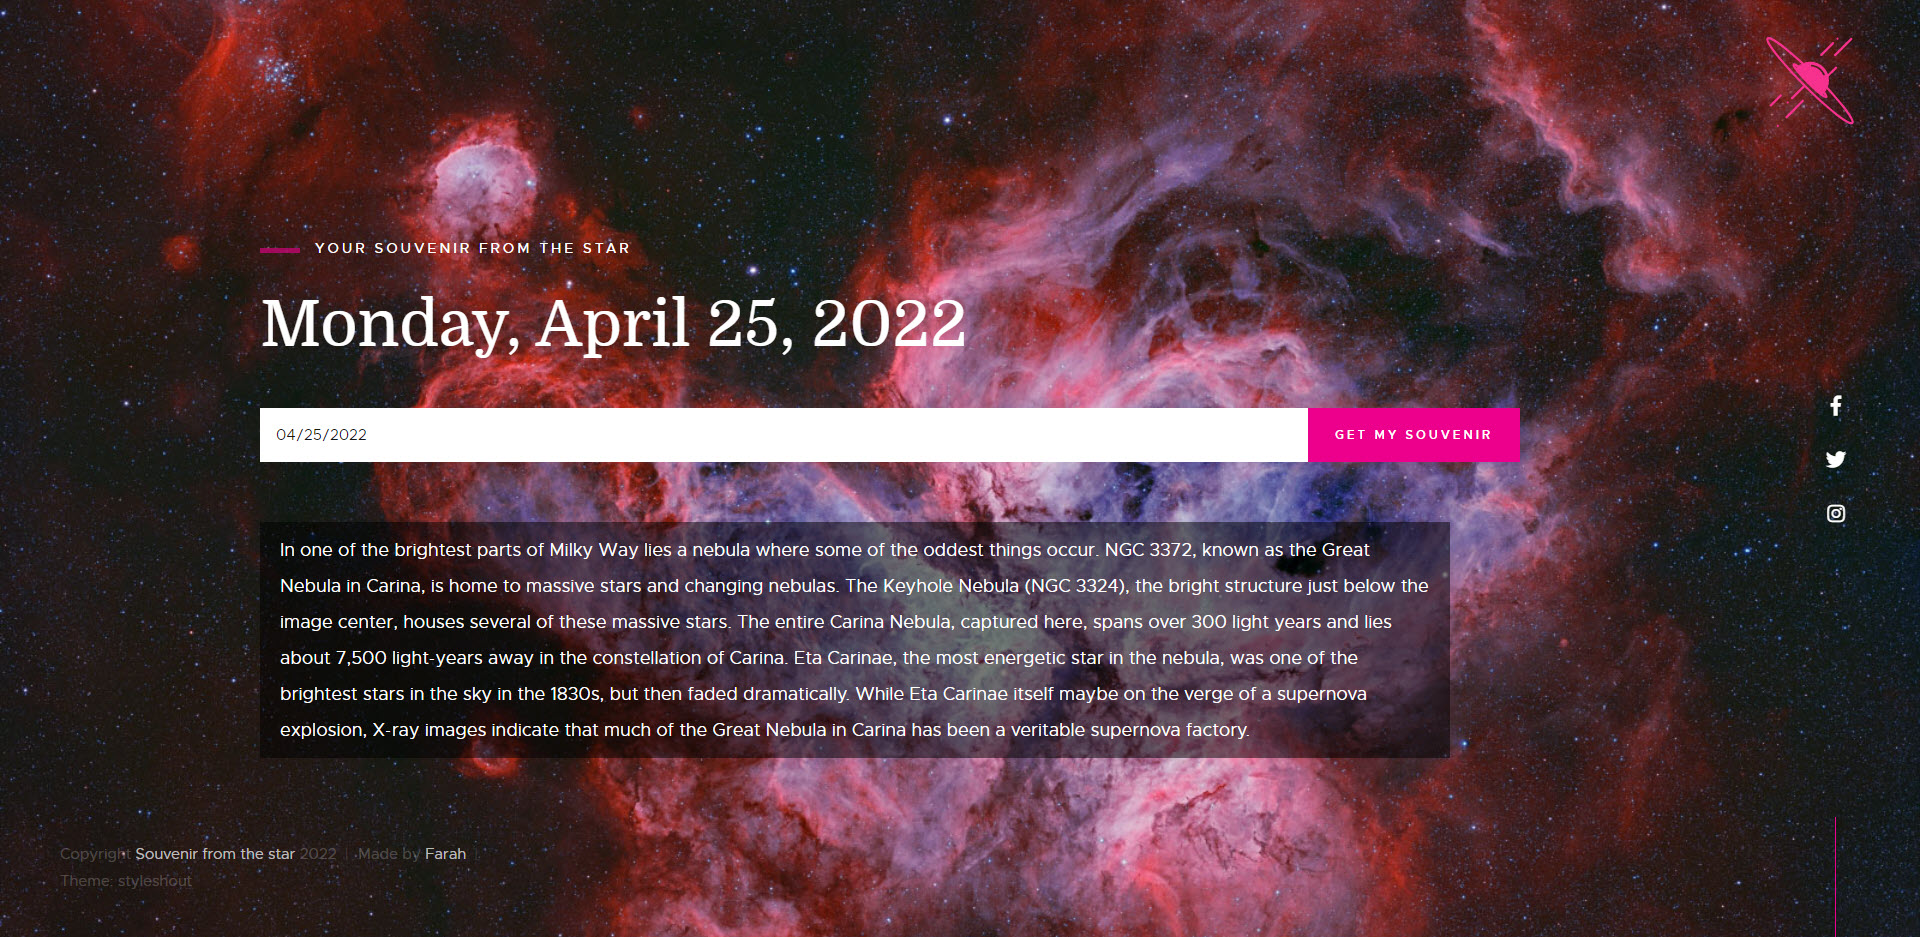 YOUR SOUVENIR FROM THE STAR
Monday, April 25, 2022
04/25/2022
GET MY SOUVENIR
In one of the brightest parts of Milky Way lies a nebula where some of the oddest things occur. NGC 3372, known as the Great
Nebula in Carina, is home to massive stars and changing nebulas. The Keyhole Nebula (NGC 3324), the bright structure just below the
image center, houses several of these massive stars. The entire Carina Nebula, captured here, spans over 300 light years and lies
about 7,500 light-years away in the constellation of Carina. Eta Carinae, the most energetic star in the nebula, was one of the
brightest stars in the sky in the 1830s, but then faded dramatically. While Eta Carinae itself maybe on the verge of a supernova
explosion, X-ray images indicate that much of the Great Nebula in Carina has been a veritable supernova factory.
Copyright Souvenir from the star 2022 | Made by Farah |
Theme: styleshout